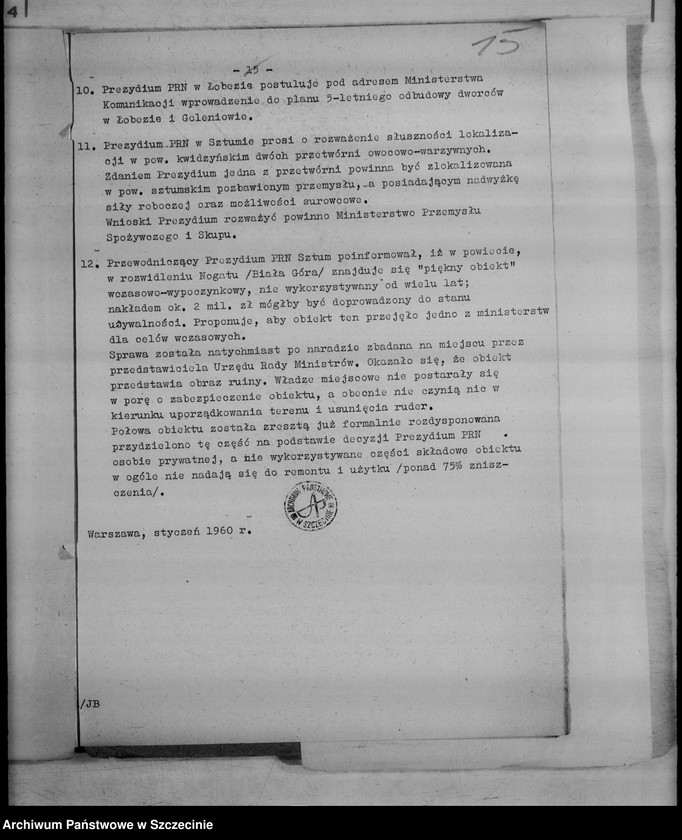 4
15
- 15 -
10. Prezydium PRN w Łobezie postuluje pod adresem Ministerstwa
Komunikacji wprowadzenie do planu 5-letniego odbudowy dworców
w Łobezie i Goleniowie.
11. Prezydium PRN w Sztumie prosi o rozważenie słuszności lokaliza-
cji w pow. kwidzyńskim dwóch przetwórni owocowo-warzywnych.
Zdaniem Prezydium jedna z przetwórni powinna być zlokalizowana
w pow. sztumskim pozbawionym przemysłu, a posiadającym nadwyżkę
siły roboczej oraz możliwości surowcowe.
Wnioski Prezydium rozważyć powinno Ministerstwo Przemysłu
Spożywczego i Skupu.
12. Przewodniczący Prezydium PRN Sztum poinformował, iż w powiecie,
w rozwidleniu Nogatu /Biała Góra/ znajduje się "piękny obiekt"
wczasowo-wypoczynkowy, nie wykorzystywany od wielu lat;
nakładem ok. 2 mil. zł mógłby być doprowadzony do stanu
używalności. Proponuje, aby obiekt ten przejęło jedno z ministerstw
dla celów wczasowych.
Sprawa została natychmiast po naradzie zbadana na miejscu przez
przedstawiciela Urzędu Rady Ministrów. Okazało się, że obiekt
przedstawia obraz ruiny. Władze miejscowe nie postarały się
w porę o zabezpieczenie obiektu, a obecnie nie czynią nic w
kierunku uporządkowania terenu i usunięcia ruder.
Połowa obiektu została zresztą już formalnie rozdysponowana
przydzielono tę część na podstawie decyzji Prezydium PRN .
osobie prywatnej, a nie wykorzystywane części składowe obiektu
w ogóle nie nadają się do remontu i użytku /ponad 75% znisz-
czenia/.
ARCHIWUM PAŃSTWOWE
W SZCZECINIE
AP
Warszawa, styczeń 1960 r.
/JB
Archiwum Państwowe w Szczecinie